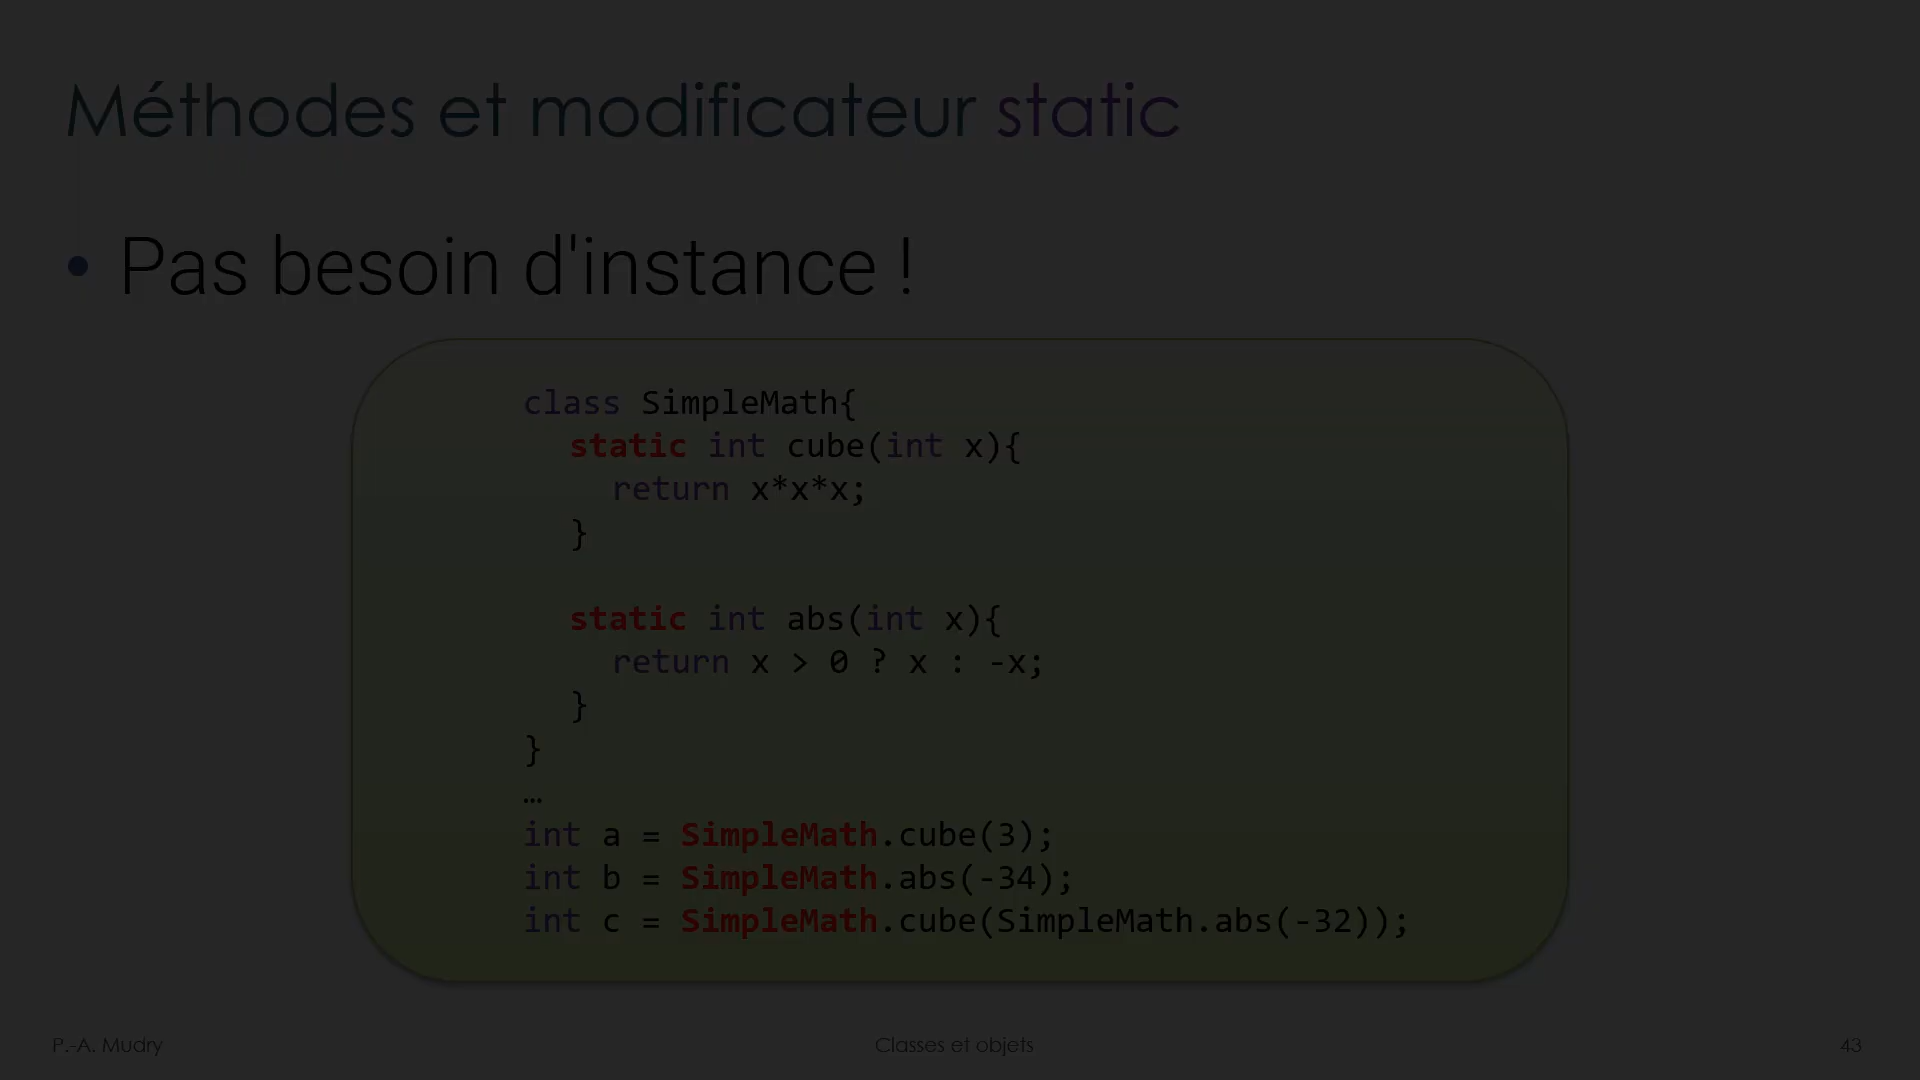 Méthodes et modificateur static
• Pas besoin d'instance !
class SimpleMath{
static int cube(int x){
return x*x*x;
}
static int abs(int x){
return x > 0 ? x : -x;
}
}
…
int a = SimpleMath.cube(3);
int b = SimpleMath.abs(-34);
int c = SimpleMath.cube(SimpleMath.abs(-32));
P.-A. Mudry
Classes et objets
43